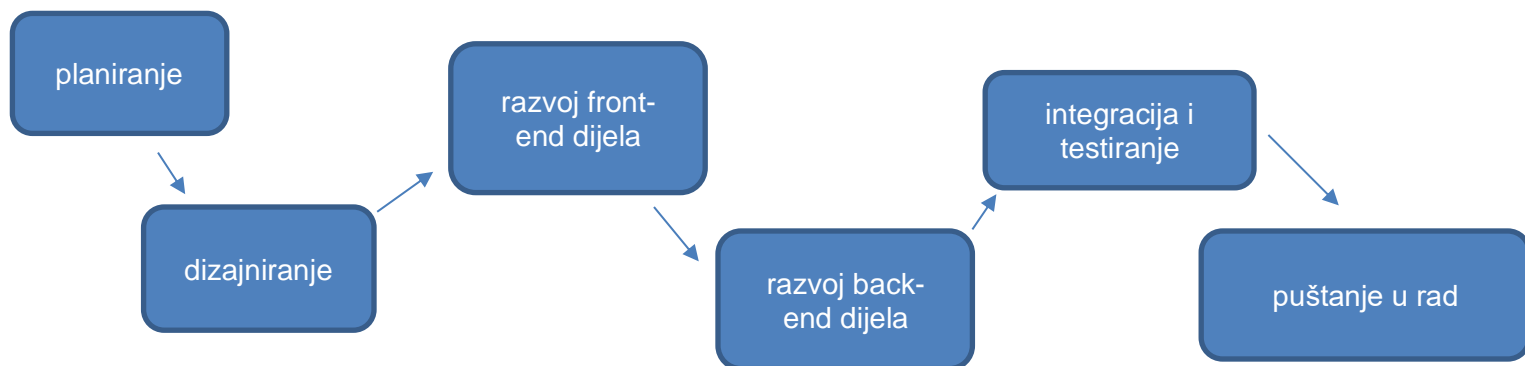 planiranje
dizajniranje
razvoj front-
end dijela
razvoj back-
end dijela
integracija i
testiranje
puštanje u rad